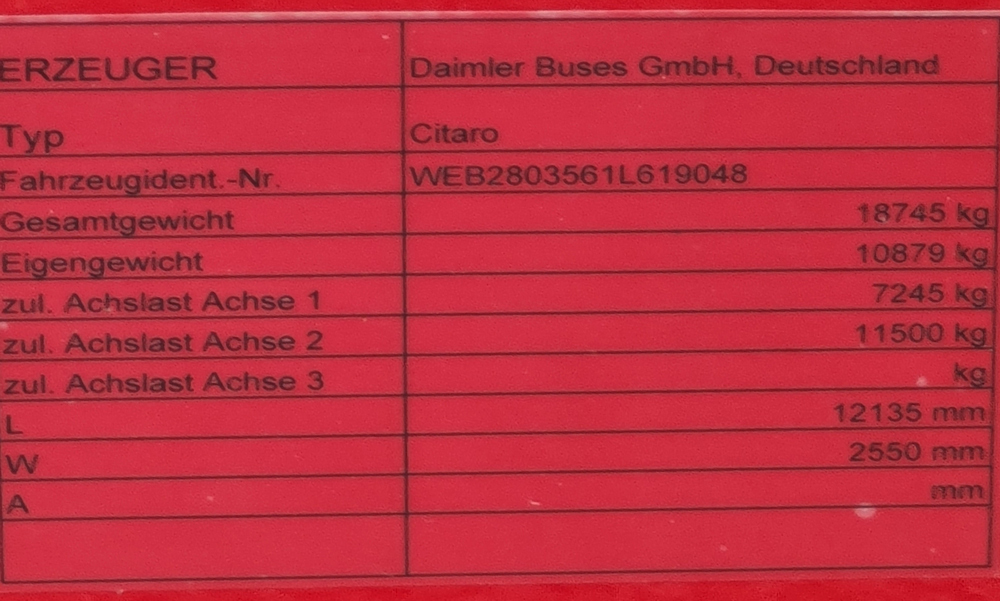 ERZEUGER Daimler Buses GmbH, Deutschland
Typ Citaro
Fahrzeugident.-Nr. WEB2803561L619048
Gesamtgewicht 18745 kg
Eigengewicht 10879 kg
zul. Achslast Achse 1 7245 kg
zul. Achslast Achse 2 11500 kg
zul. Achslast Achse 3 kg
L 12135 mm
W 2550 mm
A mm